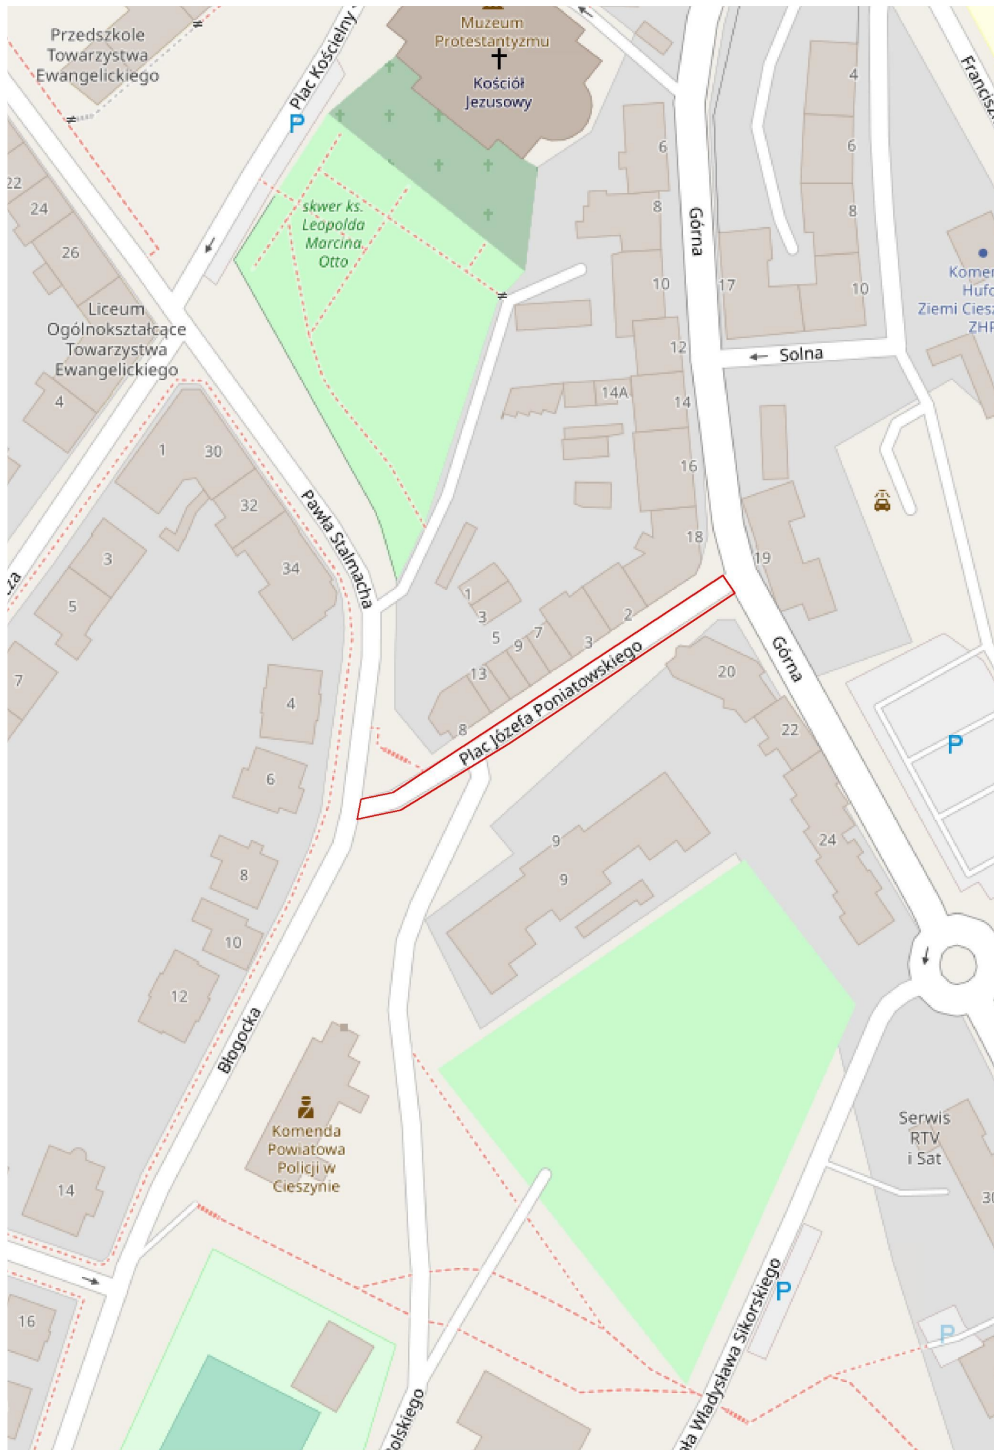 Przedszkole
Towarzystwa
Ewangelickiego
Plac Kościelny
P
Muzeum
Protestantyzmu
Kościół
Jezusowy
Francisz
4
6
6
8
8
10
10
22
24
26
skwer ks.
Leopolda
Marcina
Otto
Górna
17
Komen
Hufc
Ziemi Ciesz
ZHP
Liceum
Ogólnokształcące
Towarzystwa
Ewangelickiego
4
12
Solna
14A
14
16
18
19
1
30
32
34
Pawła Stalmacha
3
5
7
cza
1
3
5
9
7
3
2
13
8
Plac Józefa Poniatowskiego
Górna
20
22
24
P
4
6
8
10
12
14
16
9
9
Błogocka
Komenda
Powiatowa
Policji w
Cieszynie
Serwis
RTV
i Sat
30
P
P
ała Władysława Sikorskiego
olskiego